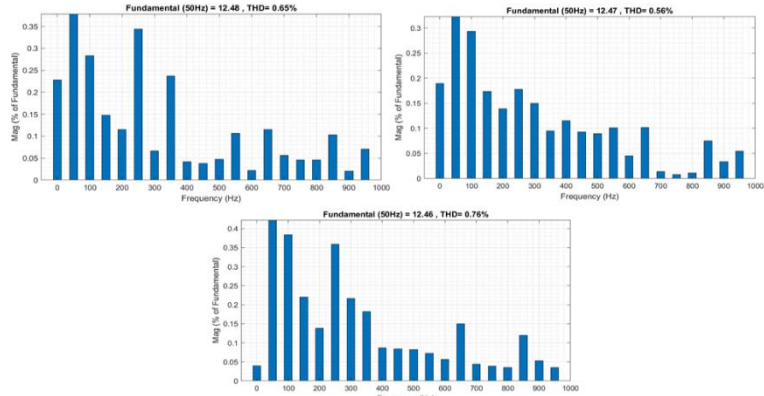 Fundamental (50Hz) = 12.48 , THD= 0.65%
Mag (% of Fundamental)
0.35
0.3
0.25
0.2
0.15
0.1
0.05
0
0 100 200 300 400 500 600 700 800 900 1000
Frequency (Hz)
Fundamental (50Hz) = 12.47 , THD= 0.56%
Mag (% of Fundamental)
0.3
0.25
0.2
0.15
0.1
0.05
0
0 100 200 300 400 500 600 700 800 900 1000
Frequency (Hz)
Fundamental (50Hz) = 12.46 , THD= 0.76%
Mag (% of Fundamental)
0.4
0.35
0.3
0.25
0.2
0.15
0.1
0.05
0
0 100 200 300 400 500 600 700 800 900 1000